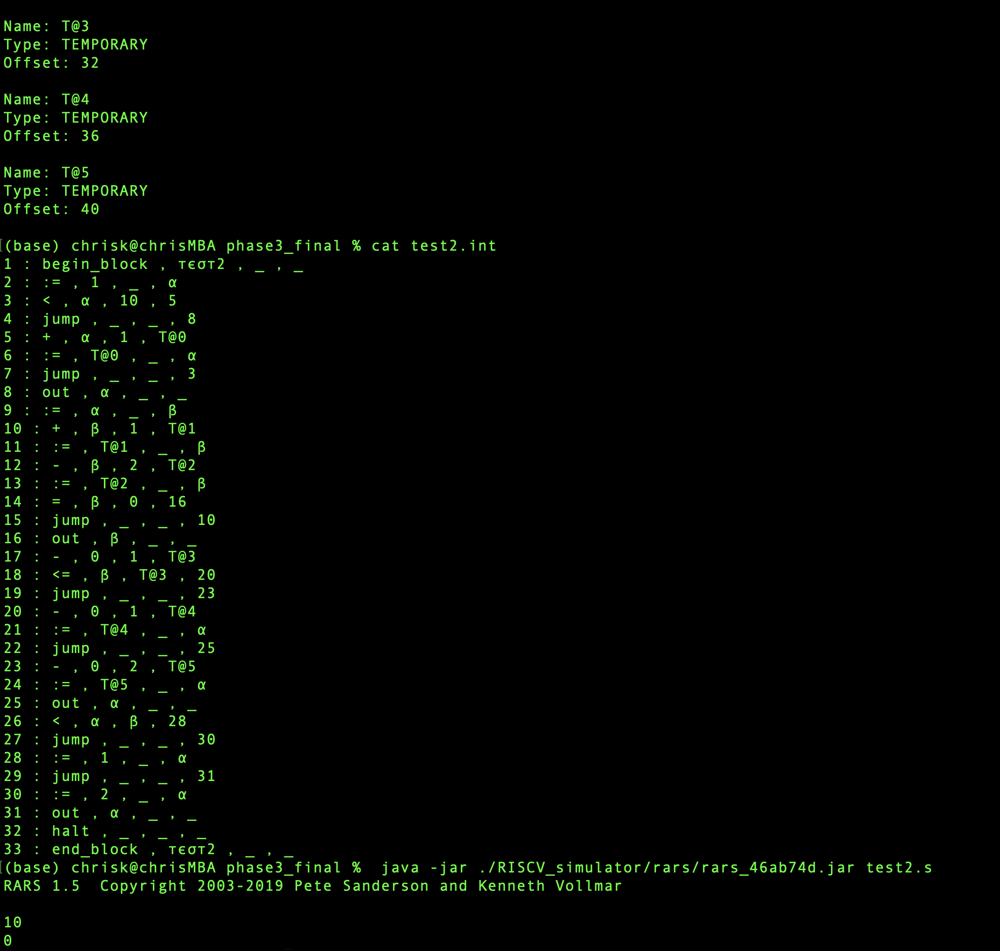 Name: T@3
Type: TEMPORARY
Offset: 32
Name: T@4
Type: TEMPORARY
Offset: 36
Name: T@5
Type: TEMPORARY
Offset: 40
(base) chrisk@chrisMBA phase3_final % cat test2.int
1 : begin_block , τεστ2 , _ , _
2 : := , 1 , _ , α
3 : < , α , 10 , 5
4 : jump , _ , _ , 8
5 : + , α , 1 , T@0
6 : := , T@0 , _ , α
7 : jump , _ , _ , 3
8 : out , α , _ , _
9 : := , α , _ , β
10 : + , β , 1 , T@1
11 : := , T@1 , _ , β
12 : - , β , 2 , T@2
13 : := , T@2 , _ , β
14 : = , β , 0 , 16
15 : jump , _ , _ , 10
16 : out , β , _ , _
17 : - , 0 , 1 , T@3
18 : <= , β , T@3 , 20
19 : jump , _ , _ , 23
20 : - , 0 , 1 , T@4
21 : := , T@4 , _ , α
22 : jump , _ , _ , 25
23 : - , 0 , 2 , T@5
24 : := , T@5 , _ , α
25 : out , α , _ , _
26 : < , α , β , 28
27 : jump , _ , _ , 30
28 : := , 1 , _ , α
29 : jump , _ , _ , 31
30 : := , 2 , _ , α
31 : out , α , _ , _
32 : halt , _ , _ , _
33 : end_block , τεστ2 , _ , _
(base) chrisk@chrisMBA phase3_final %  java -jar ./RISCV_simulator/rars/rars_46ab74d.jar test2.s
RARS 1.5  Copyright 2003-2019 Pete Sanderson and Kenneth Vollmar
10
0